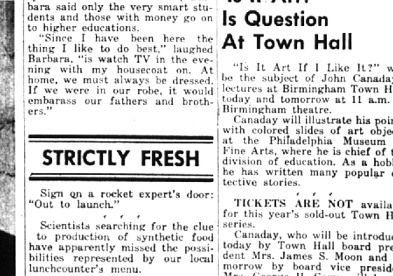 bara said only the very smart stu-
dents and those with money go on
to higher educations.
"Since I have been here the
thing I like to do best," laughed
Barbara, "is watch TV in the eve-
ning with my housecoat on. At
home, we must always be dressed.
If we were in our robe, it would
embarass our fathers and broth-
ers."
STRICTLY FRESH
Sign on a rocket expert's door:
"Out to launch."
Scientists searching for the clue
to production of synthetic food
have apparently missed the possi-
bilities represented by our local
lunchcounter's menu.
Is Question
At Town Hall
"Is It Art If I Like It?" w
be the subject of John Canada
lectures at Birmingham Town H
today and tomorrow at 11 a.m.
Birmingham theatre.
Canaday will illustrate his poin
with colored slides of art obje
at the Philadelphia Museum
Fine Arts, where he is chief of t
division of education. As a hob
he has written many popular
tective stories.
TICKETS ARE NOT availa
for this year's sold-out Town H
series.
Canaday, who will be introduc
today by Town Hall board pre
dent Mrs. James S. Moon and
morrow by board vice presid